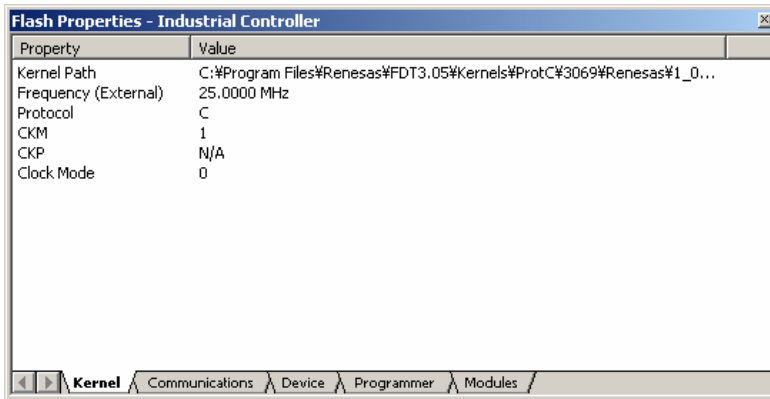 Flash Properties - Industrial Controller
Property Value
Kernel Path C:¥Program Files¥Renesas¥FDT3.05¥Kernels¥ProtC¥3069¥Renesas¥1_0...
Frequency (External) 25.0000 MHz
Protocol C
CKM 1
CKP N/A
Clock Mode 0
Kernel Communications Device Programmer Modules